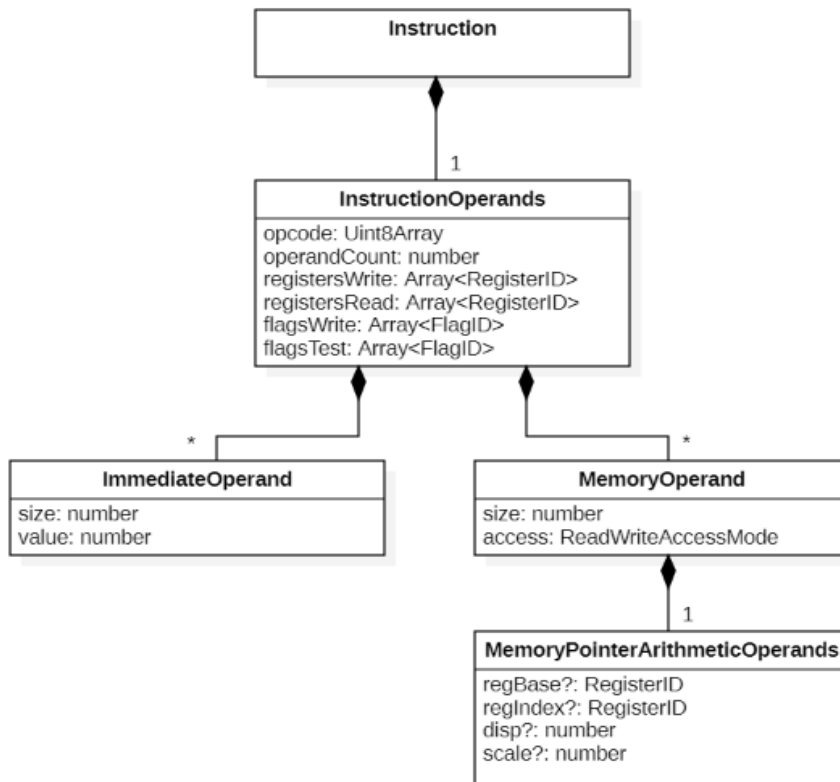 Instruction
1
InstructionOperands
opcode: Uint8Array
operandCount: number
registersWrite: Array<RegisterID>
registersRead: Array<RegisterID>
flagsWrite: Array<FlagID>
flagsTest: Array<FlagID>
*
*
ImmediateOperand
size: number
value: number
MemoryOperand
size: number
access: ReadWriteAccessMode
1
MemoryPointerArithmeticOperands
regBase?: RegisterID
regIndex?: RegisterID
disp?: number
scale?: number